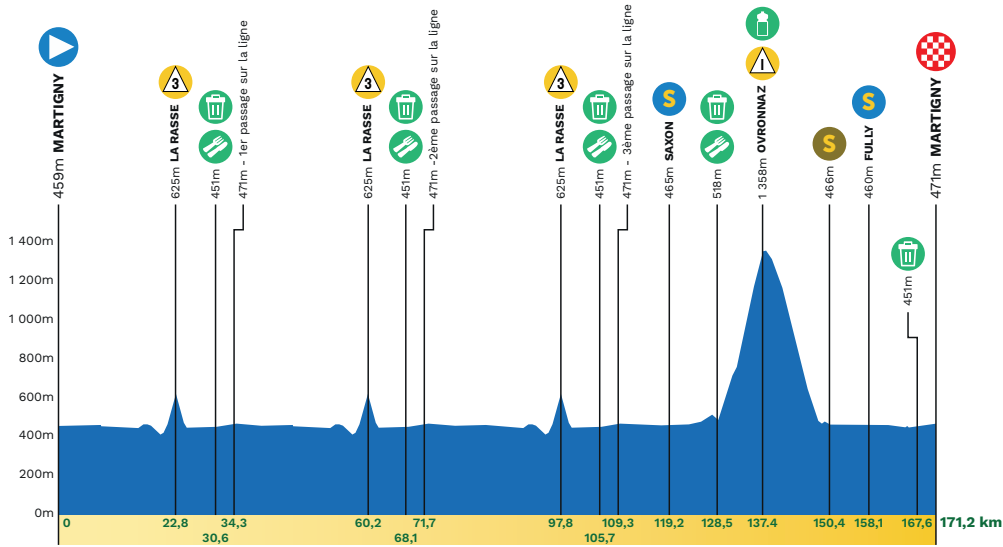 459m MARTIGNY
3
625m LA RASSE
451m
471m - 1er passage sur la ligne
3
625m LA RASSE
451m
471m -2ème passage sur la ligne
3
625m LA RASSE
451m
471m - 3ème passage sur la ligne
S
465m SAXON
518m
1
1 358m OVRONNAZ
S
466m
S
460m FULLY
451m
471m MARTIGNY
1 400m
1 200m
1 000m
800m
600m
400m
200m
0m
0
22,8
30,6
34,3
60,2
68,1
71,7
97,8
105,7
109,3
119,2
128,5
137.4
150,4
158,1
167,6
171,2 km